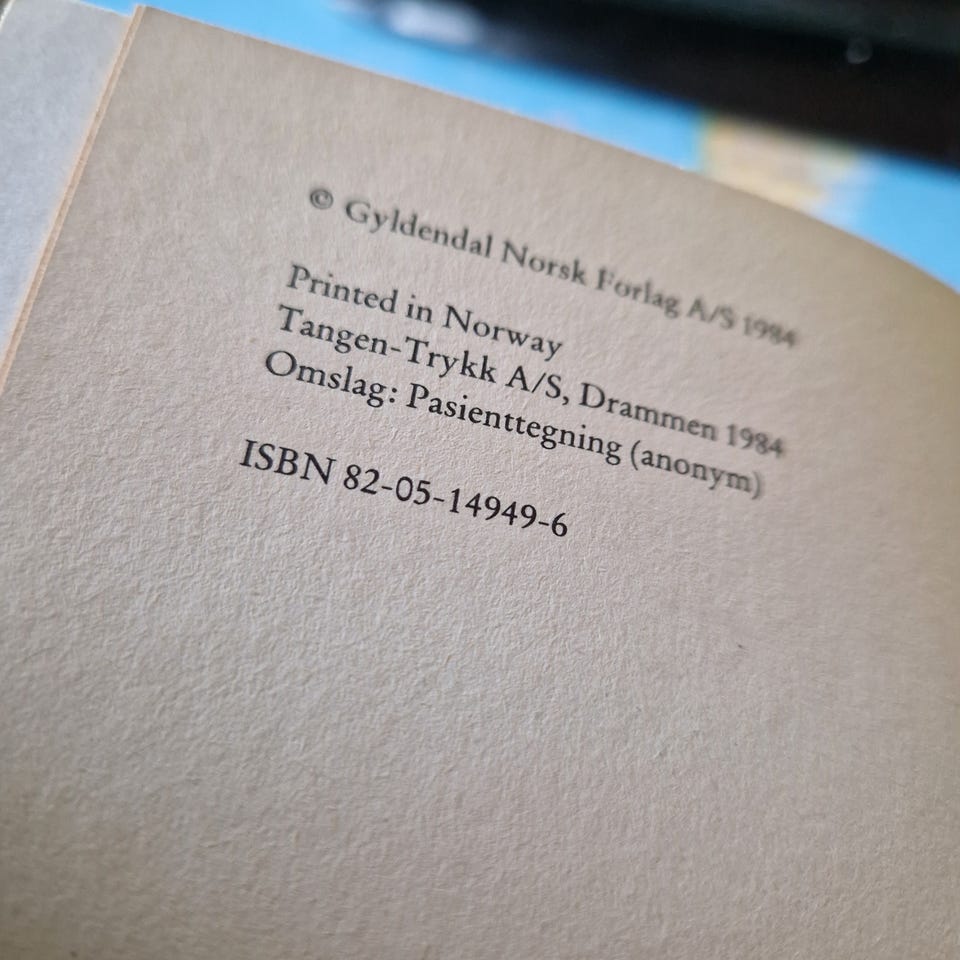 © Gyldendal Norsk Forlag A/S 1984
Printed in Norway
Tangen-Trykk A/S, Drammen 1984
Omslag: Pasienttegning (anonym)
ISBN 82-05-14949-6